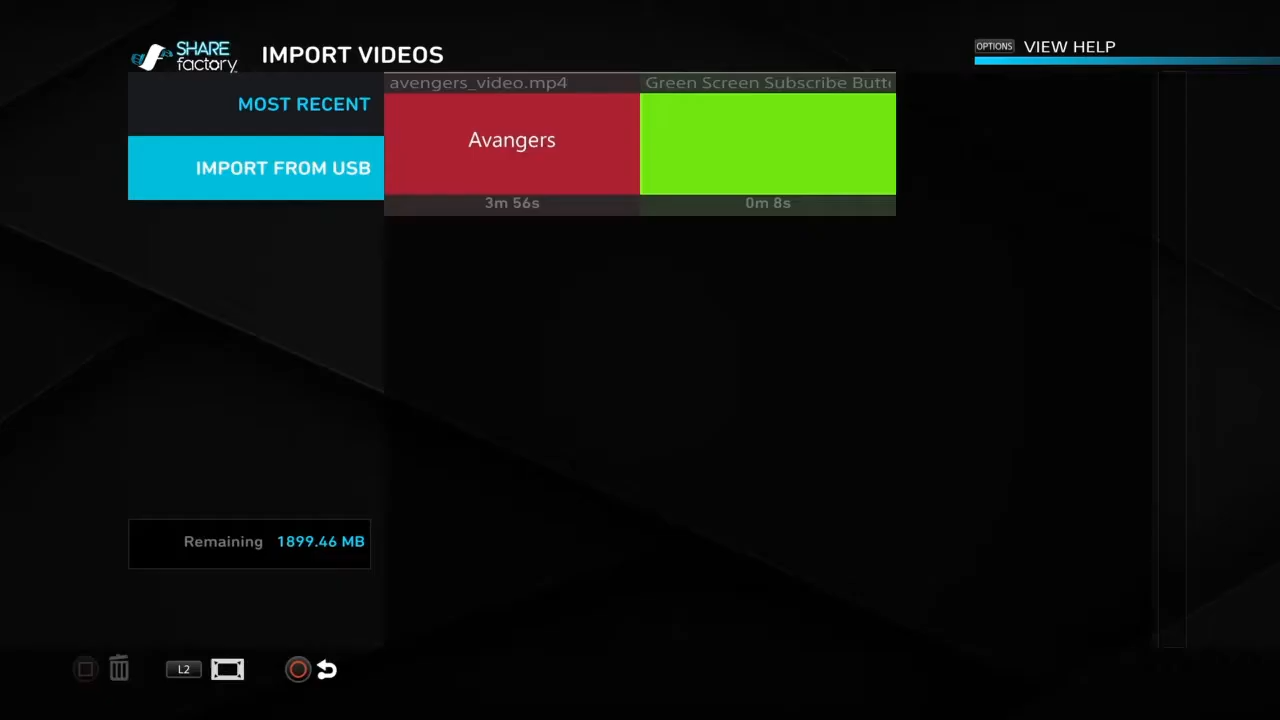 SHARE
factory™
IMPORT VIDEOS
OPTIONS VIEW HELP
MOST RECENT
IMPORT FROM USB
avengers_video.mp4
Green Screen Subscribe Butt
Avangers
3m 56s
0m 8s
Remaining 1899.46 MB
L2